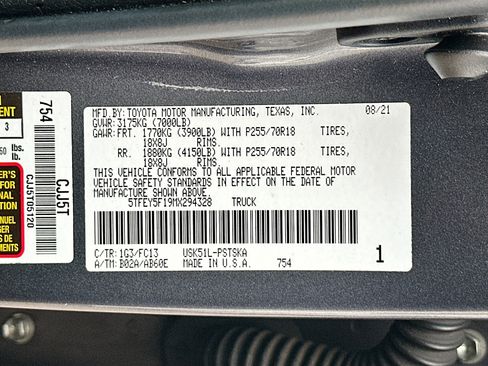 MFD.BY: TOYOTA MOTOR MANUFACTURING, TEXAS, INC. 08/21
GVWR: 3175KG (7000LB)
GAWR: FRT. 1770KG (3900LB) WITH P255/70R18 TIRES,
18X8J RIMS.
RR. 1880KG (4150LB) WITH P255/70R18 TIRES,
18X8J RIMS.
THIS VEHICLE CONFORMS TO ALL APPLICABLE FEDERAL MOTOR
VEHICLE SAFETY STANDARDS IN EFFECT ON THE DATE OF
MANUFACTURE SHOWN ABOVE.
5TFEY5F19MX294328 TRUCK
C/TR: 1G3/FC13 USK51L-PSTSKA
A/TM: B02A/AB60E MADE IN U.S.A. 754
1
754
CJ5T
CJ5T05120
3
lbs.
lb.